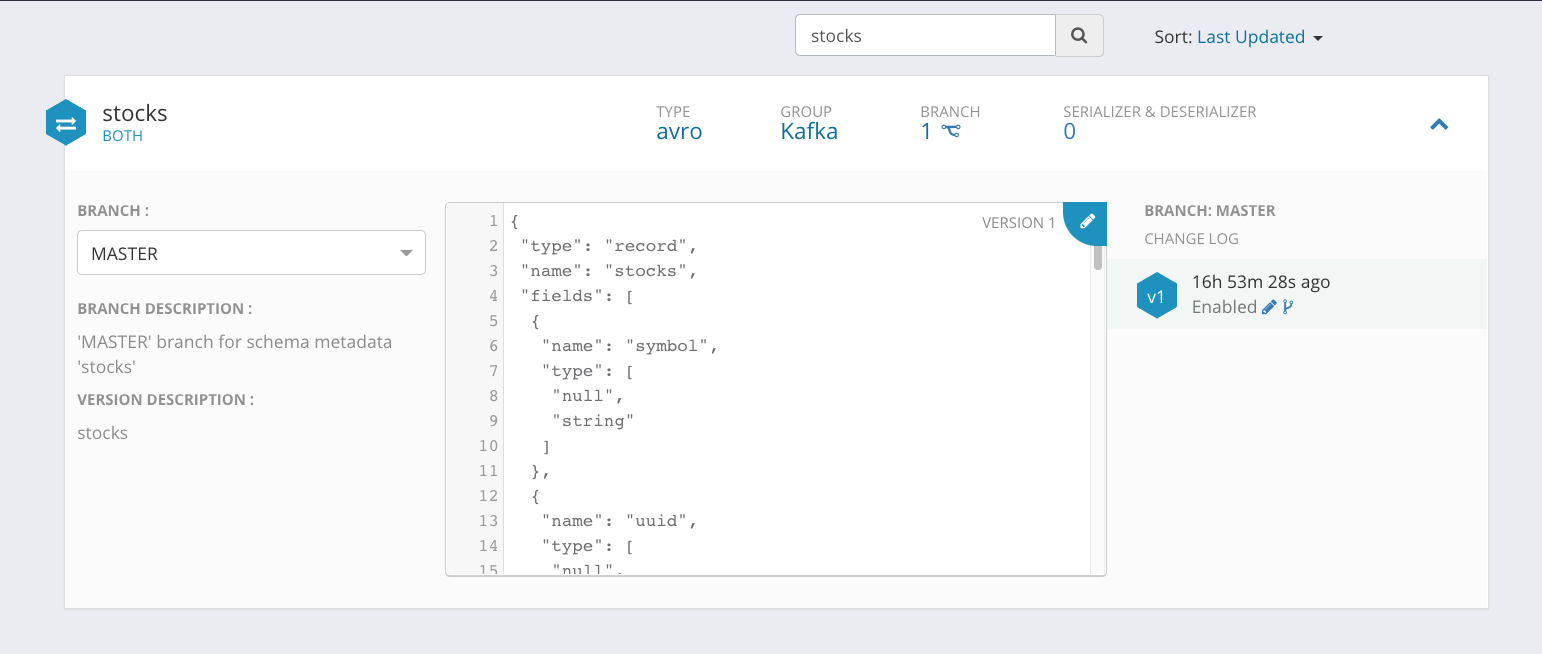 stocks
Sort: Last Updated
stocks
BOTH
TYPE
avro
GROUP
Kafka
BRANCH
1
SERIALIZER & DESERIALIZER
0
BRANCH :
MASTER
BRANCH DESCRIPTION :
'MASTER' branch for schema metadata
'stocks'
VERSION DESCRIPTION :
stocks
VERSION 1
1 {
2 "type": "record",
3 "name": "stocks",
4 "fields": [
5 {
6 "name": "symbol",
7 "type": [
8 "null",
9 "string"
10 ]
11 },
12 {
13 "name": "uuid",
14 "type": [
15 "null",
BRANCH: MASTER
CHANGE LOG
v1
16h 53m 28s ago
Enabled